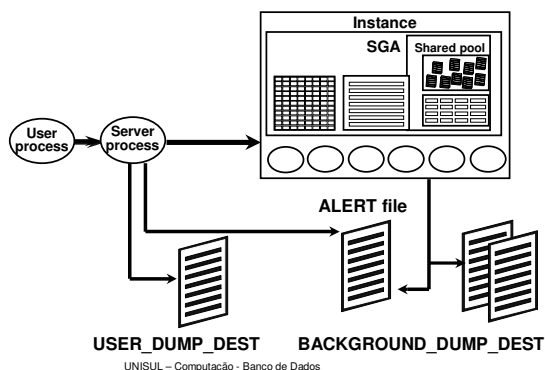 Instance
SGA
Shared pool
User
process
Server
process
ALERT file
USER_DUMP_DEST
BACKGROUND_DUMP_DEST
UNISUL – Computação - Banco de Dados